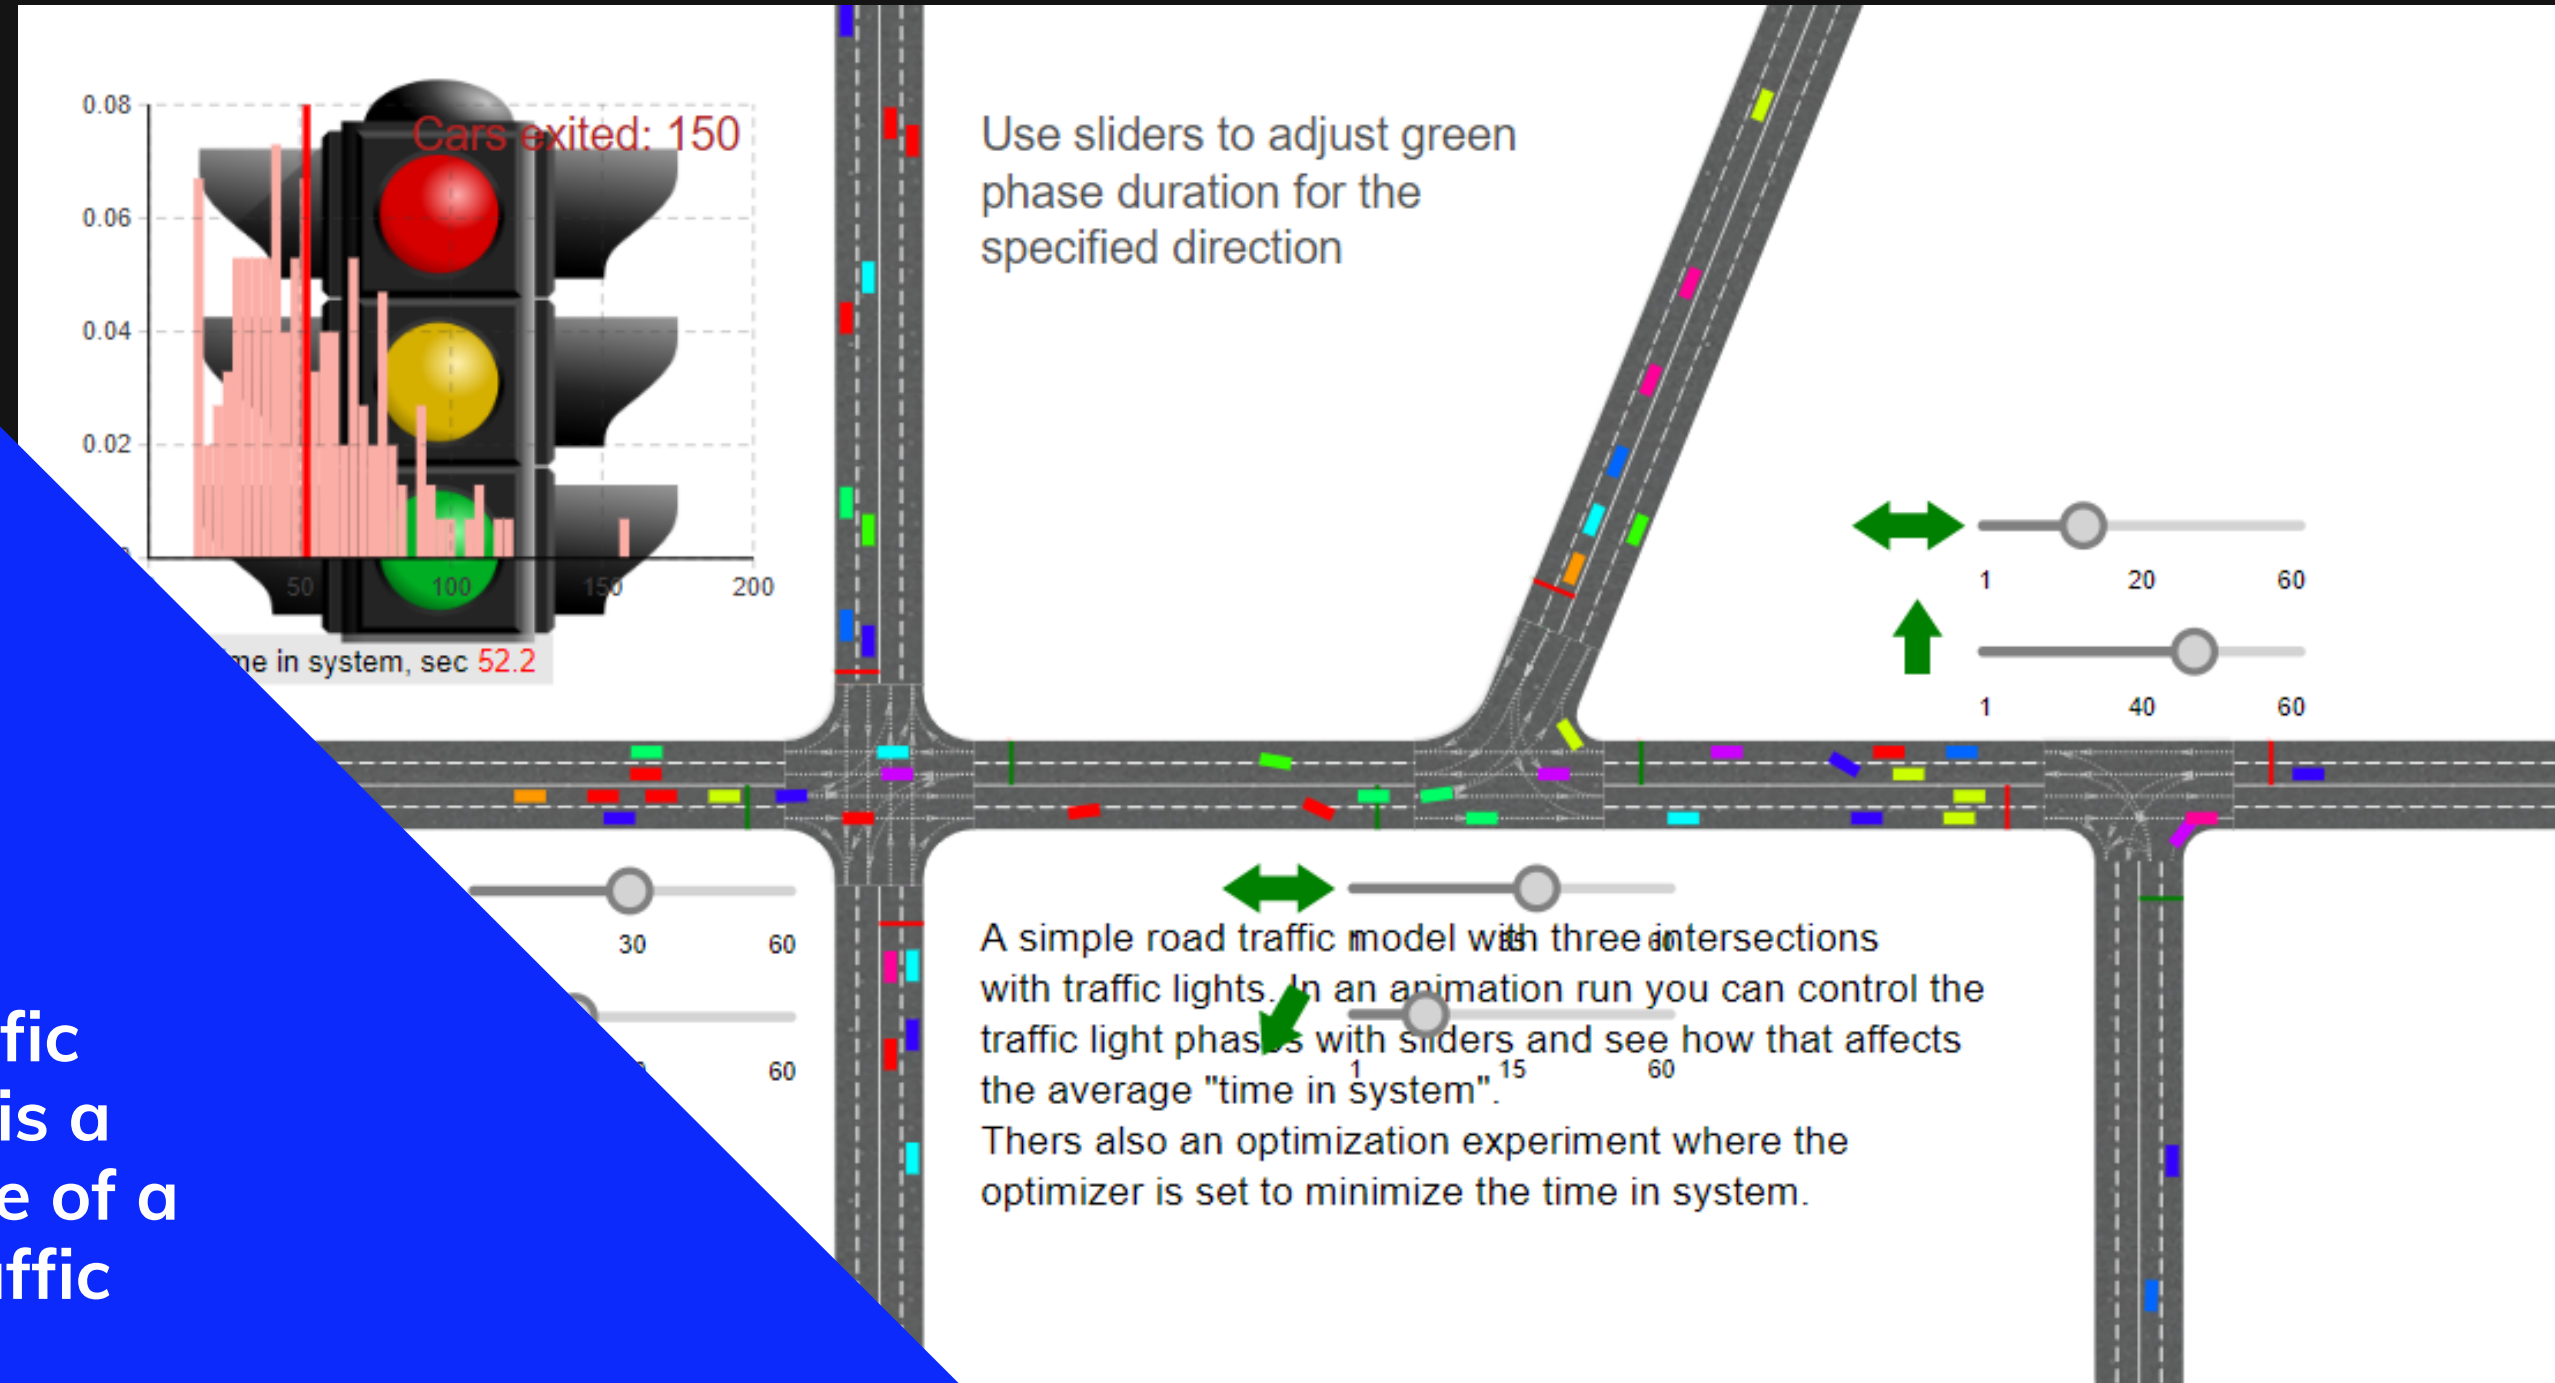 0.08
Cars exited: 150
0.06
0.04
0.02
50 100 150 200
time in system, sec 52.2
Use sliders to adjust green
phase duration for the
specified direction
1 20 60
1 40 60
30 60
60
1 35 60
A simple road traffic model with three intersections
with traffic lights. In an animation run you can control the
traffic light phases with sliders and see how that affects
1 15 60
the average "time in system".
Thers also an optimization experiment where the
optimizer is set to minimize the time in system.
is a
of a